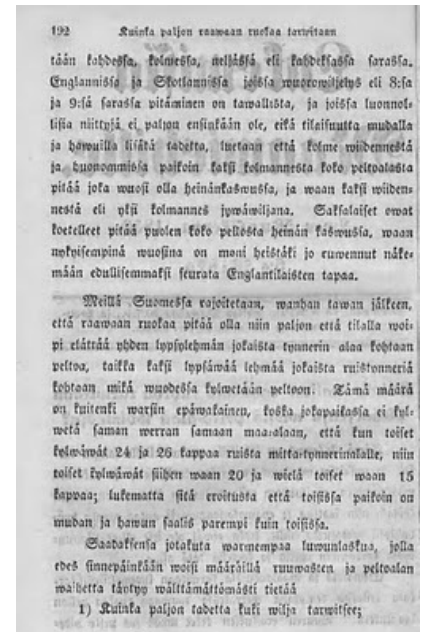 192 Kuinka paljon raawaan ruokaa tarwitaan
tään kahdessa, kolmessa, neljässä eli kahdeksassa sarassa.
Englannissa ja Skotlannissa joissa wuorowiljelys eli 8:sa
ja 9:sä sarassa pitäminen on tawallista, ja joissa luonnol-
lisia niittyjä ei paljon ensinkään ole, eikä tilaisuutta mudalla
ja hawuilla lisätä tadetta, luetaan että kolme wiidennestä
ja huonommissa paikoin kaksi kolmannesta koko peltoalasta
pitää joka wuosi olla heinänkaswussa, ja waan kaksi wiiden-
nestä eli yksi kolmannes jywäwiljana. Saksalaiset owat
koetelleet pitää puolen koko pellosta heinän kaswussa, waan
nykyisempinä wuosina on moni heistäki jo ruwennut näke-
mään edullisemmaksi seurata Englantilaisten tapaa.
Meillä Suomessa rajoitetaan, wanhan tawan jälkeen,
että raawaan ruokaa pitää olla niin paljon että tilalla woi-
pi elättää yhden lypsylehmän jokaista tynnerin alaa kohtaan
peltoa, taikka kaksi lypsäwää lehmää jokaista ruistynneriä
kohtaan mikä wuodessa kylwetään peltoon. Tämä määrä
on kuitenki warsin epäwakainen, koska jokapaikassa ei kyl-
wetä saman werran samaan maa-alaan, että kun toiset
kylwäwät 24 ja 26 kappaa ruista mitta-tynnerinalalle, niin
toiset kylwäwät siihen waan 20 ja wielä toiset waan 15
kappaa; lukematta sitä eroitusta että toisissa paikoin on
mudan ja hawun saalis parempi kuin toisissa.
Saadaksensa jotakuta warmempaa luwunlaskua, jolla
edes sinnepäinkään woisi määräillä ruuwasten ja peltoalan
waihetta täytyy wälttämättömästi tietää
1) Kuinka paljon tadetta kuki wilja tarwitsee;